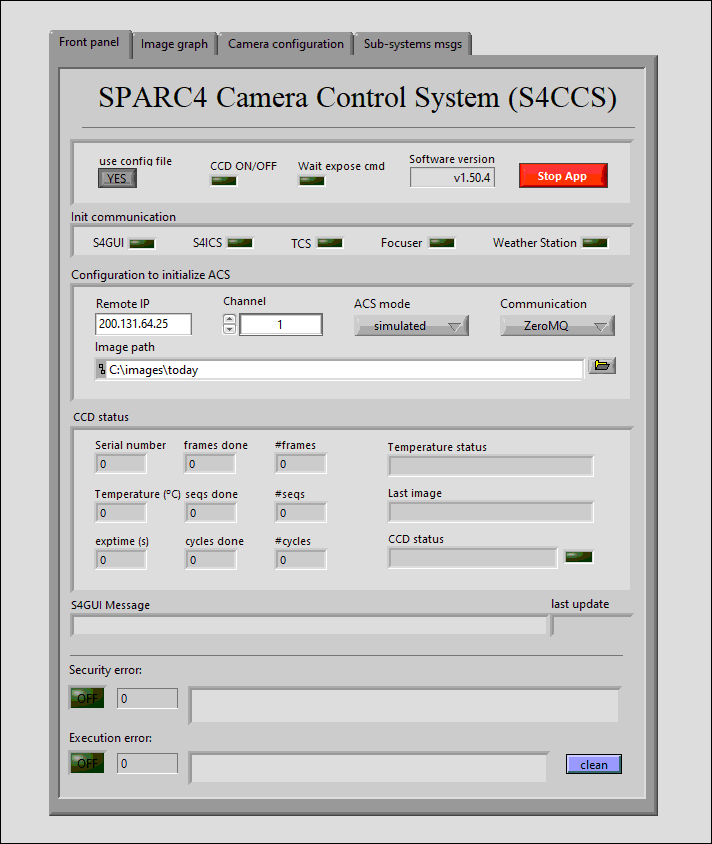 Front panel Image graph Camera configuration Sub-systems msgs
SPARC4 Camera Control System (S4CCS)
use config file CCD ON/OFF Wait expose cmd Software version
YES v1.50.4 Stop App
Init communication
S4GUI S4ICS TCS Focuser Weather Station
Configuration to initialize ACS
Remote IP Channel ACS mode Communication
200.131.64.25 1 simulated ZeroMQ
Image path
C:\images\today
CCD status
Serial number frames done #frames Temperature status
0 0 0
Temperature (ºC) seqs done #seqs Last image
0 0 0
exptime (s) cycles done #cycles CCD status
0 0 0
S4GUI Message last update
Security error:
OFF 0
Execution error:
OFF 0
clean